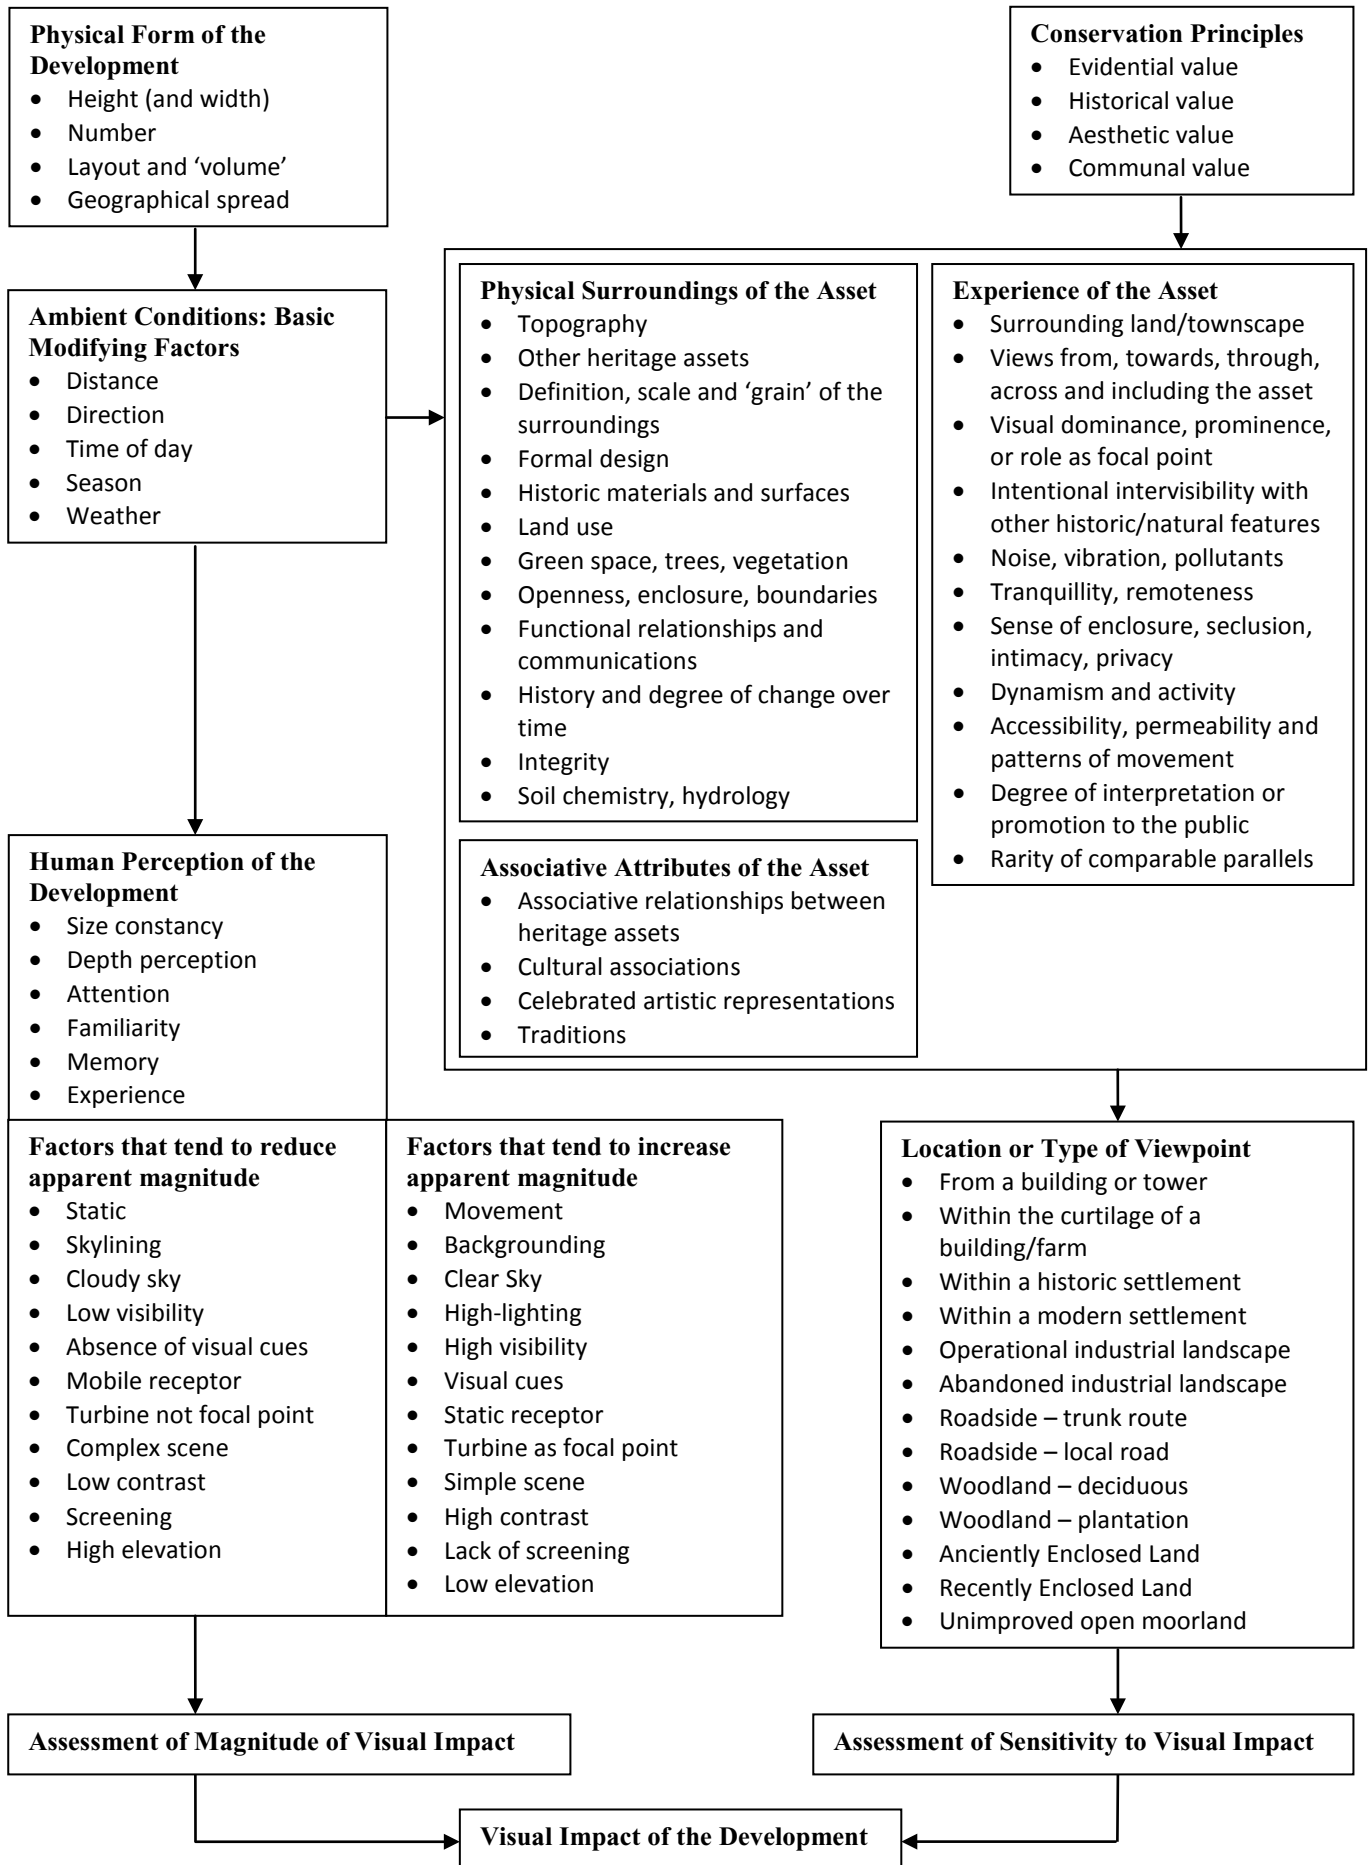 Physical Form of the
Development
• Height (and width)
• Number
• Layout and ‘volume’
• Geographical spread
Conservation Principles
• Evidential value
• Historical value
• Aesthetic value
• Communal value
Ambient Conditions: Basic
Modifying Factors
• Distance
• Direction
• Time of day
• Season
• Weather
Physical Surroundings of the Asset
• Topography
• Other heritage assets
• Definition, scale and ‘grain’ of the
surroundings
• Formal design
• Historic materials and surfaces
• Land use
• Green space, trees, vegetation
• Openness, enclosure, boundaries
• Functional relationships and
communications
• History and degree of change over
time
• Integrity
• Soil chemistry, hydrology
Experience of the Asset
• Surrounding land/townscape
• Views from, towards, through,
across and including the asset
• Visual dominance, prominence,
or role as focal point
• Intentional intervisibility with
other historic/natural features
• Noise, vibration, pollutants
• Tranquillity, remoteness
• Sense of enclosure, seclusion,
intimacy, privacy
• Dynamism and activity
• Accessibility, permeability and
patterns of movement
• Degree of interpretation or
promotion to the public
• Rarity of comparable parallels
Associative Attributes of the Asset
• Associative relationships between
heritage assets
• Cultural associations
• Celebrated artistic representations
• Traditions
Human Perception of the
Development
• Size constancy
• Depth perception
• Attention
• Familiarity
• Memory
• Experience
Factors that tend to reduce
apparent magnitude
• Static
• Skylining
• Cloudy sky
• Low visibility
• Absence of visual cues
• Mobile receptor
• Turbine not focal point
• Complex scene
• Low contrast
• Screening
• High elevation
Factors that tend to increase
apparent magnitude
• Movement
• Backgrounding
• Clear Sky
• High-lighting
• High visibility
• Visual cues
• Static receptor
• Turbine as focal point
• Simple scene
• High contrast
• Lack of screening
• Low elevation
Location or Type of Viewpoint
• From a building or tower
• Within the curtilage of a
building/farm
• Within a historic settlement
• Within a modern settlement
• Operational industrial landscape
• Abandoned industrial landscape
• Roadside – trunk route
• Roadside – local road
• Woodland – deciduous
• Woodland – plantation
• Anciently Enclosed Land
• Recently Enclosed Land
• Unimproved open moorland
Assessment of Magnitude of Visual Impact
Assessment of Sensitivity to Visual Impact
Visual Impact of the Development